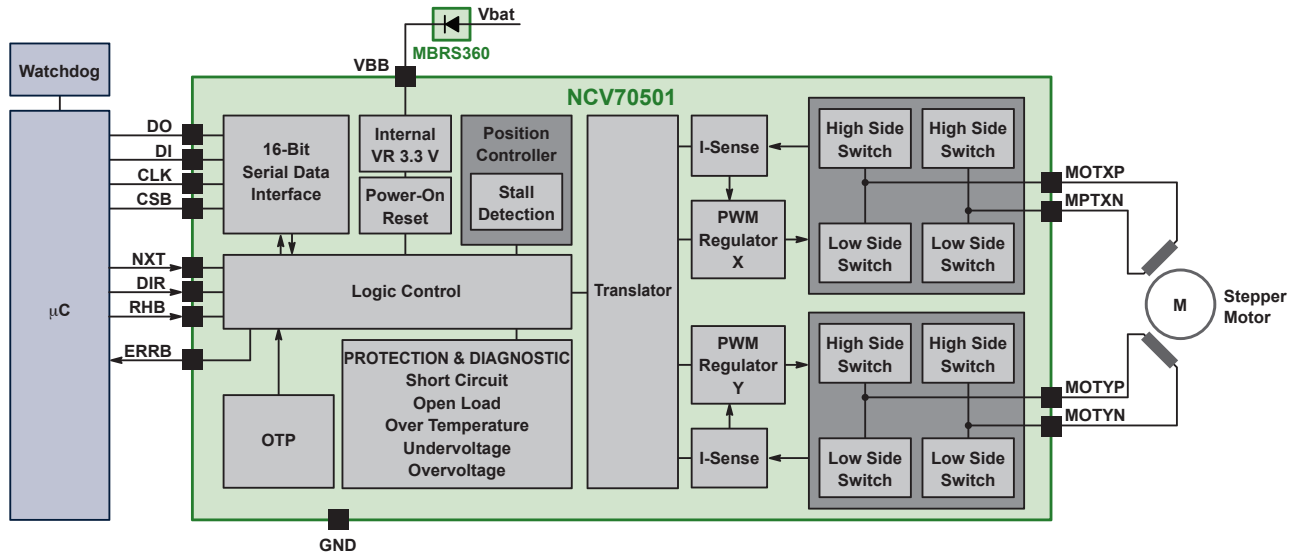 Vbat
MBRS360
VBB
Watchdog
NCV70501
DO
DI
CLK
CSB
16-Bit
Serial Data
Interface
Internal
VR 3.3 V
Power-On
Reset
Position
Controller
Stall
Detection
I-Sense
PWM
Regulator
X
High Side
Switch
High Side
Switch
Low Side
Switch
Low Side
Switch
MOTXP
MPTXN
NXT
DIR
RHB
ERRB
µC
Logic Control
Translator
M
Stepper
Motor
PROTECTION & DIAGNOSTIC
Short Circuit
Open Load
Over Temperature
Undervoltage
Overvoltage
OTP
PWM
Regulator
Y
I-Sense
High Side
Switch
High Side
Switch
Low Side
Switch
Low Side
Switch
MOTYP
MOTYN
GND